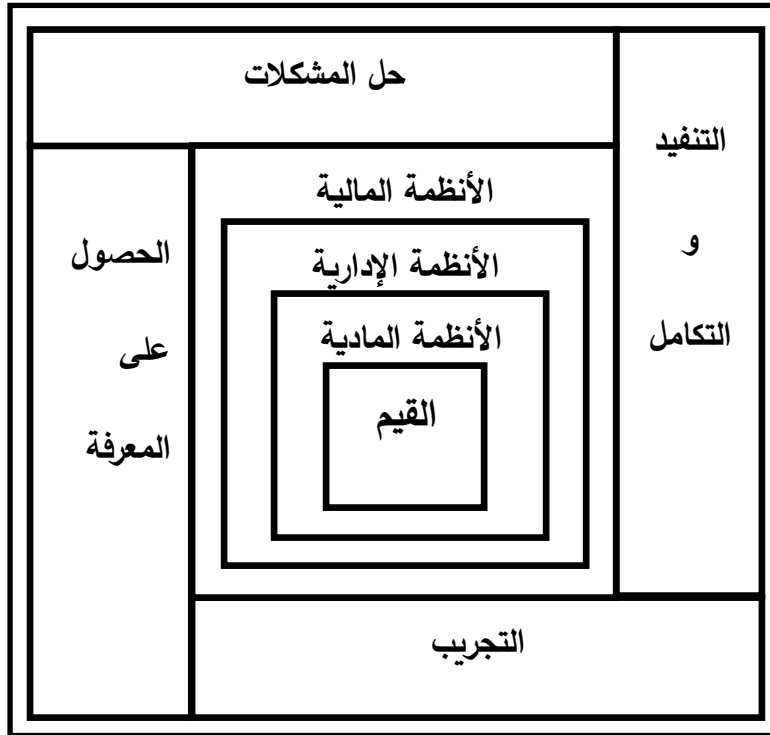 حل المشكلات
التنفيد
و
التكامل
الأنظمة المالية
الأنظمة الإدارية
الأنظمة المادية
القيم
الحصول
على
المعرفة
التجريب